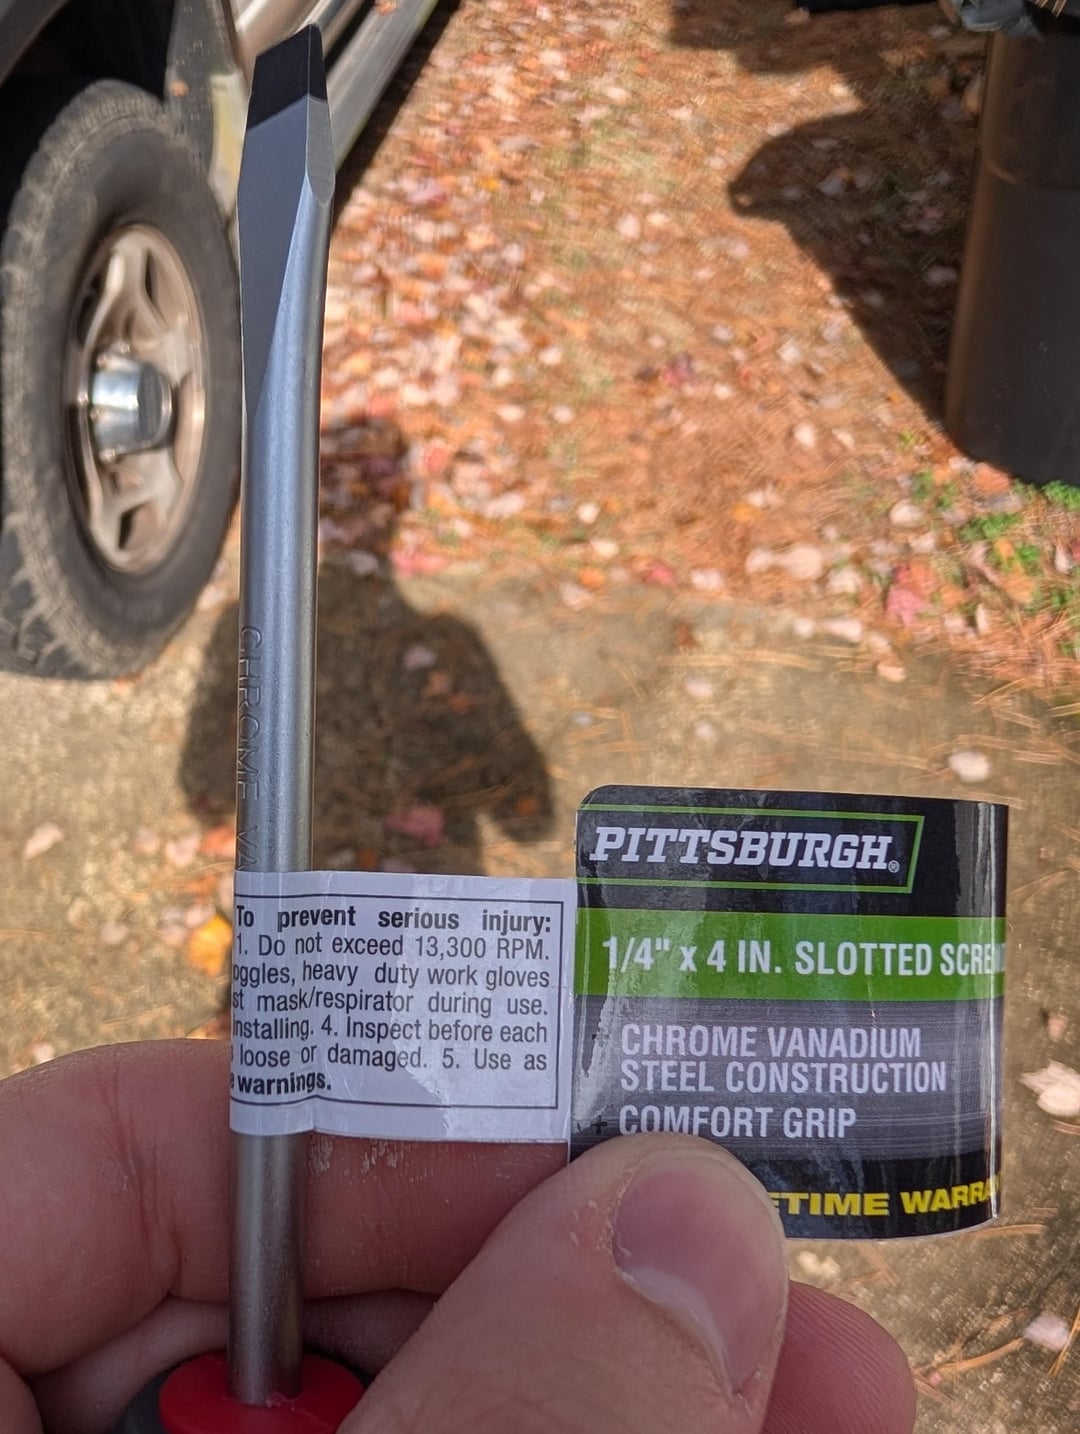 CHROME VA
To prevent serious injury:
1. Do not exceed 13,300 RPM.
oggles, heavy duty work gloves
st mask/respirator during use.
installing. 4. Inspect before each
loose or damaged. 5. Use as
warnings.
PITTSBURGH®
1/4" x 4 IN. SLOTTED SCREW
CHROME VANADIUM
STEEL CONSTRUCTION
+ COMFORT GRIP
ETIME WARRA